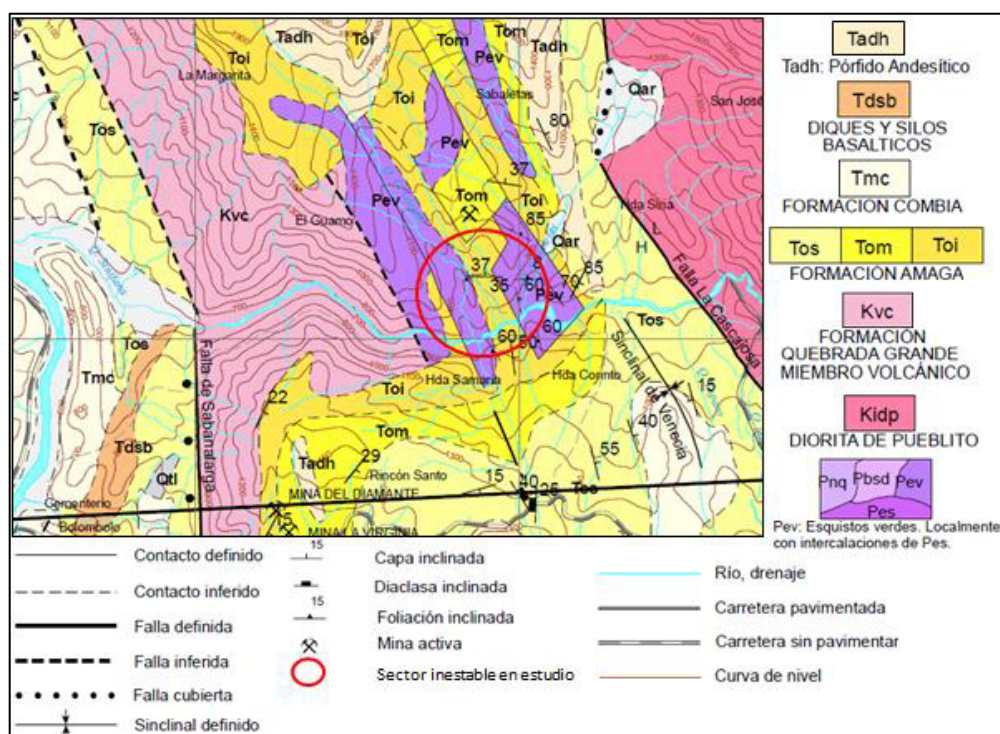 Tadh
Toi
Tom
Tom
Tadh
Toi
Pev
La Margarita
Sabaletas
Qar
San José
Toi
80
Tos
Pev
37
Kvc
Pev
Tom
Toi
Hda Sina
El Guamo
85
L
H
Qar
37
6
85
35
60
70
Pev
Tos
60
60
50
Falla La Cascajosa
Tos
Tmc
Falla de Sabanalarga
Toi
Hda Samaria
Hda Corinto
Sinclinal de Venecia
15
22
Tom
40
55
Tdsb
Tadh
29
Rincón Santo
15
40
25
Tos
Qtl
MINA DEL DIAMANTE
Cementerio
Bolombolo
MINA LA VIRGINIA
Tadh
Tadh: Pórfido Andesítico
Tdsb
DIQUES Y SILOS
BASALTICOS
Tmc
FORMACION COMBIA
Tos Tom Toi
FORMACIÓN AMAGA
Kvc
FORMACIÓN
QUEBRADA GRANDE
MIEMBRO VOLCÁNICO
Kidp
DIORITA DE PUEBLITO
Pnq Pbsd Pev
Pes
Pev: Esquistos verdes. Localmente
con intercalaciones de Pes.
Contacto definido
Contacto inferido
Falla definida
Falla inferida
Falla cubierta
Sinclinal definido
15
Capa inclinada
Diaclasa inclinada
15
Foliación inclinada
Mina activa
Sector inestable en estudio
Río, drenaje
Carretera pavimentada
Carretera sin pavimentar
Curva de nivel